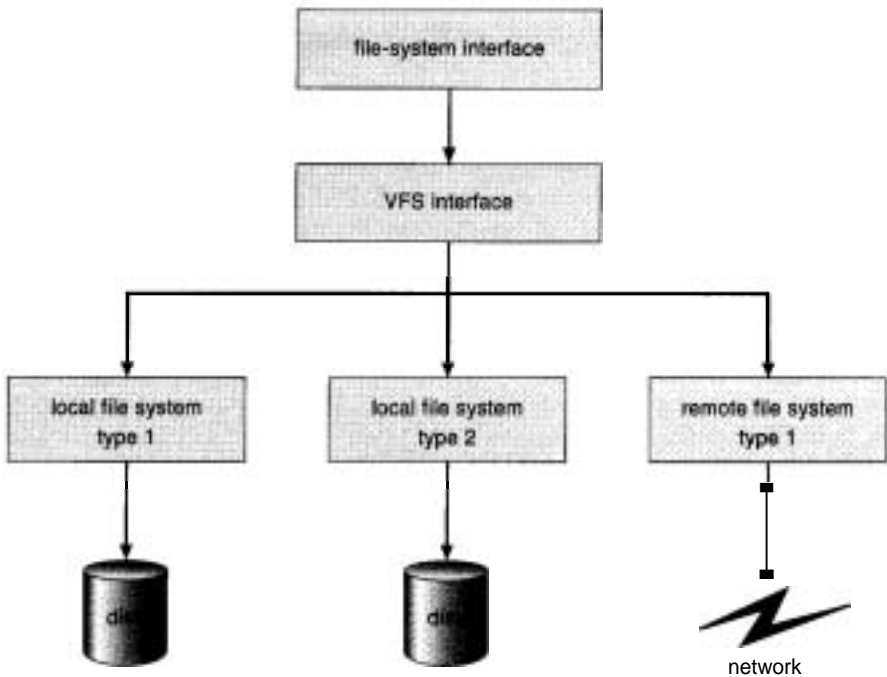 file-system interface
VFS interface
local file system
type 1
local file system
type 2
remote file system
type 1
network